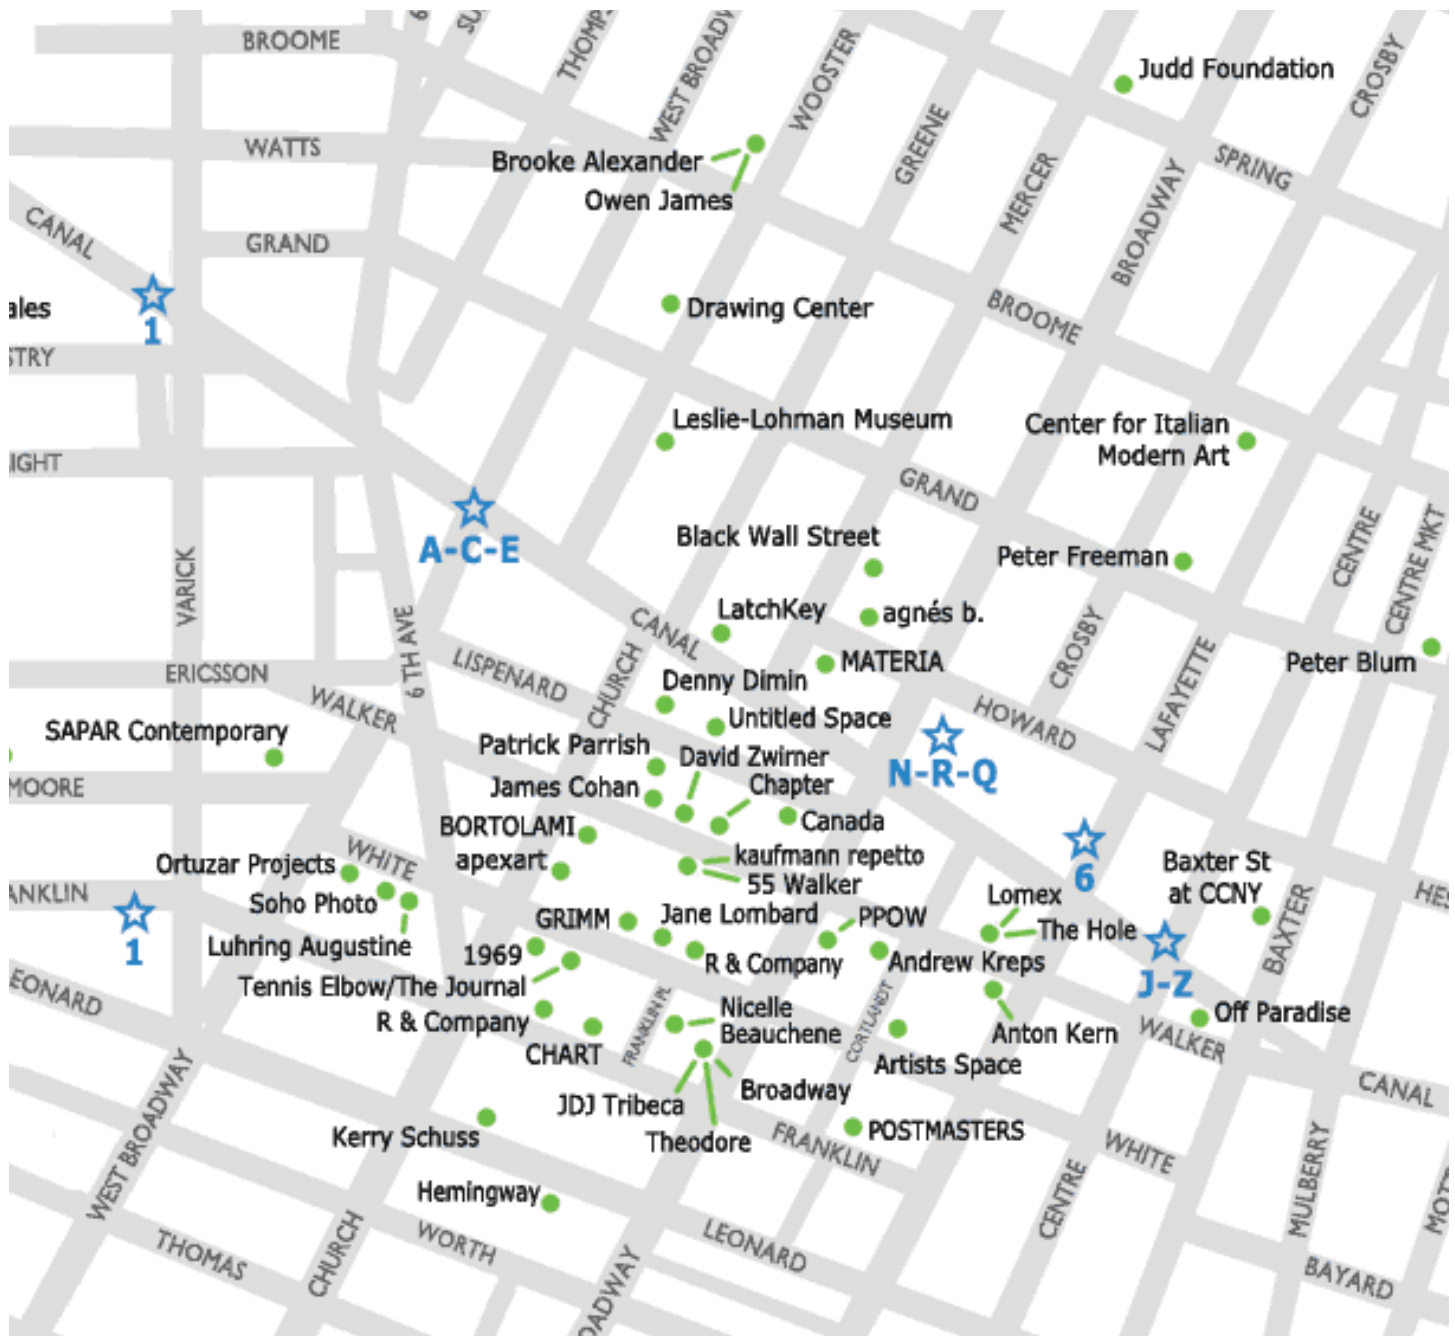 BROOME
6
SU
THOMPS
WEST BROADW
WOOSTER
CROSBY
Judd Foundation
WATTS
Brooke Alexander
Owen James
GREENE
MERCER
BROADWAY
SPRING
CANAL
GRAND
ales
1
STRY
Drawing Center
BROOME
Leslie-Lohman Museum
Center for Italian
Modern Art
IGHT
GRAND
A-C-E
Black Wall Street
Peter Freeman
CENTRE
CENTRE MKT
VARICK
6 TH AVE
LatchKey
agnés b.
CANAL
CROSBY
LAFAYETTE
LISPENARD
CHURCH
MATERIA
Peter Blum
ERICSSON
WALKER
Denny Dimin
Untitled Space
HOWARD
SAPAR Contemporary
Patrick Parrish
David Zwirner
N-R-Q
MOORE
James Cohan
Chapter
BORTOLAMI
Canada
WHITE
apexart
kaufmann repetto
55 Walker
6
Baxter St
at CCNY
Ortuzar Projects
ANKLIN
Soho Photo
Lomex
HES
GRIMM
Jane Lombard
PPOW
The Hole
BAXTER
1
Luhring Augustine
1969
R & Company
Andrew Kreps
J-Z
EONARD
Tennis Elbow/The Journal
R & Company
FRANKLIN PL
Nicelle
Beauchene
CORTLANDT
Anton Kern
Off Paradise
WALKER
CHART
Artists Space
CANAL
JDJ Tribeca
Broadway
Kerry Schuss
Theodore
FRANKLIN
POSTMASTERS
WHITE
WEST BROADWAY
Hemingway
CENTRE
MULBERRY
MOTT
THOMAS
CHURCH
WORTH
LEONARD
OADWAY
BAYARD